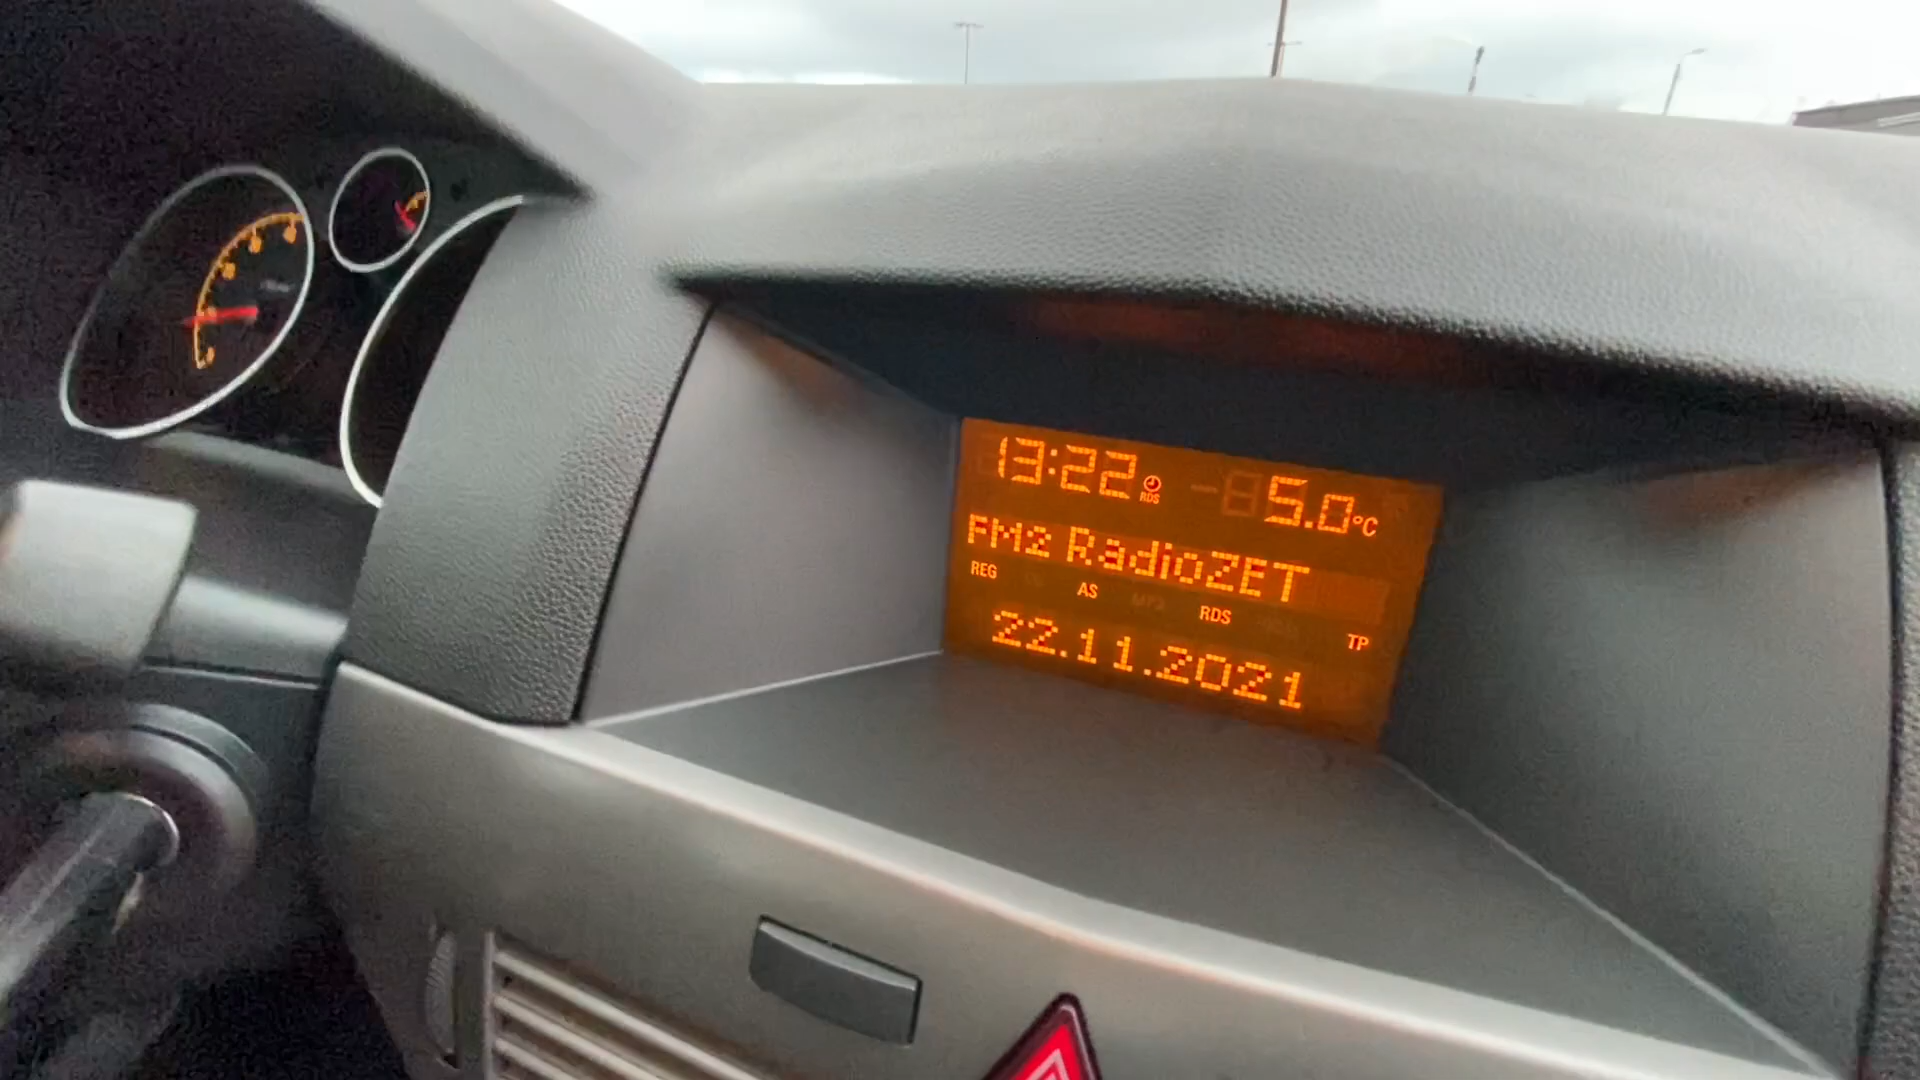 13:22 RDS 5.0°C
FM2 RadioZET
REG AS RDS TP
22.11.2021